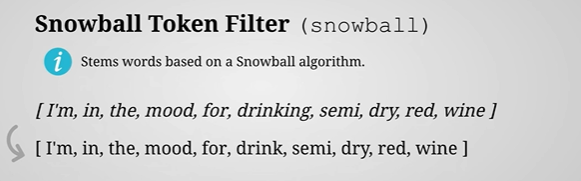 Snowball Token Filter (snowball)
i Stems words based on a Snowball algorithm.
[ I'm, in, the, mood, for, drinking, semi, dry, red, wine ]
[ I'm, in, the, mood, for, drink, semi, dry, red, wine ]